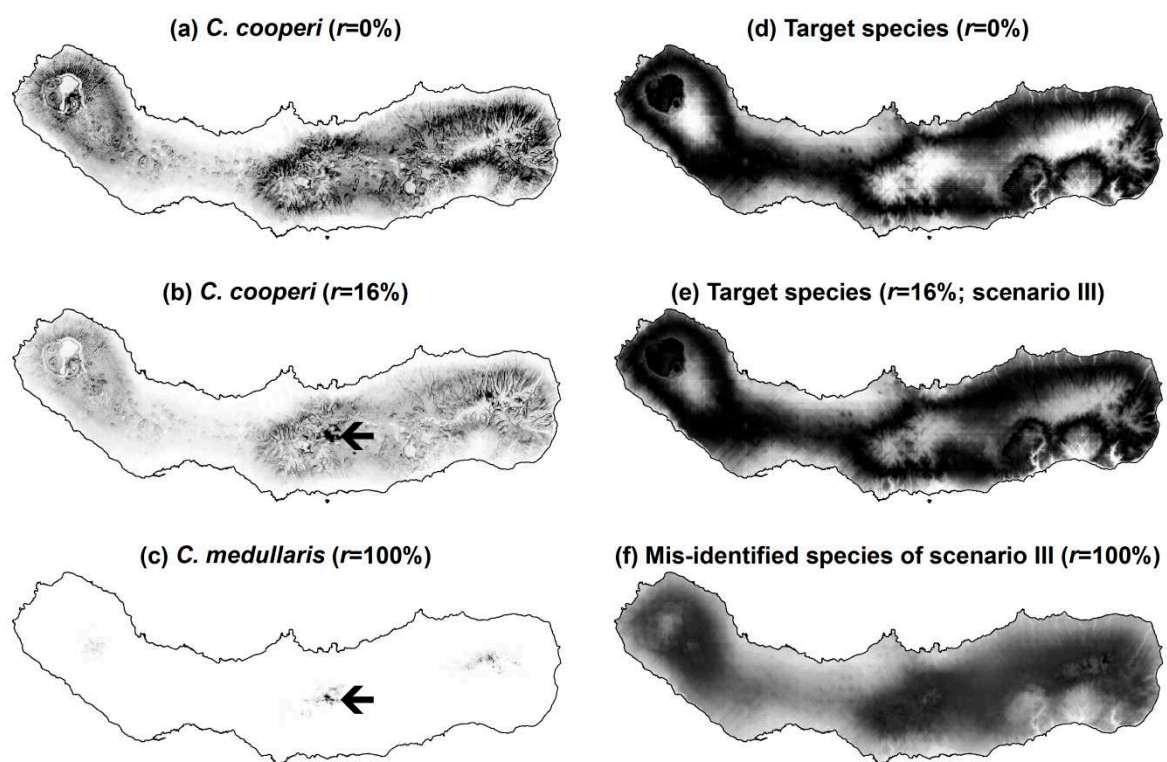 (a) C. cooperi (r=0%)
(d) Target species (r=0%)
(b) C. cooperi (r=16%)
(e) Target species (r=16%; scenario III)
(c) C. medullaris (r=100%)
(f) Mis-identified species of scenario III (r=100%)